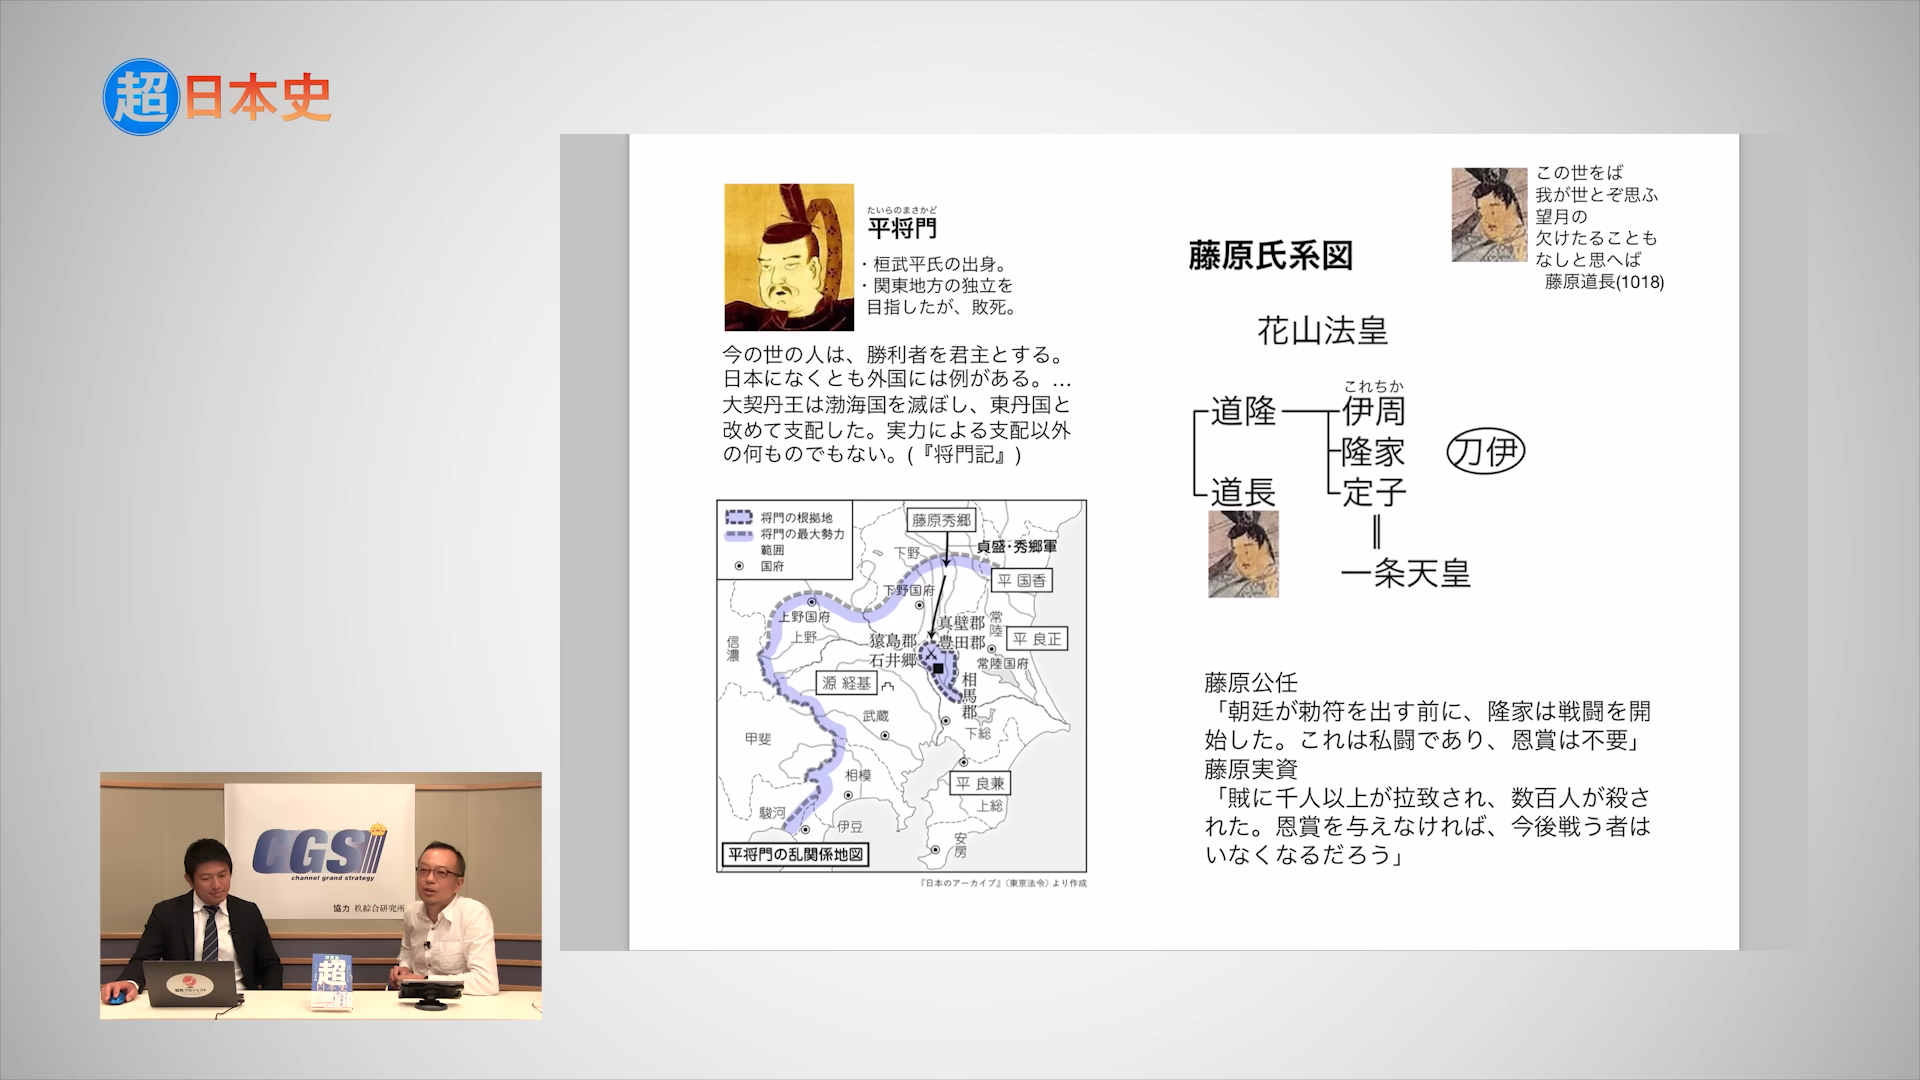 超日本史
たいらのまさかど
平将門
・桓武平氏の出身。
・関東地方の独立を
目指したが、敗死。
今の世の人は、勝利者を君主とする。
日本になくとも外国には例がある。…
大契丹王は渤海国を滅ぼし、東丹国と
改めて支配した。実力による支配以外
の何ものでもない。(『将門記』)
将門の根拠地
将門の最大勢力
範囲
国府
藤原秀郷
貞盛・秀郷軍
下野
平 国香
下野国府
上野国府
上野
信濃
真壁郡
豊田郡
常陸
平 良正
猿島郡
石井郷
常陸国府
源 経基
相馬郡
武蔵
下総
甲斐
相模
平 良兼
上総
駿河
伊豆
安房
平将門の乱関係地図
『日本のアーカイブ』(東京法令)より作成
この世をば
我が世とぞ思ふ
望月の
欠けたることも
なしと思へば
藤原道長(1018)
藤原氏系図
花山法皇
これちか
道隆 伊周
隆家 刀伊
道長 定子
一条天皇
藤原公任
「朝廷が勅符を出す前に、隆家は戦闘を開
始した。これは私闘であり、恩賞は不要」
藤原実資
「賊に千人以上が拉致され、数百人が殺さ
れた。恩賞を与えなければ、今後戦う者は
いなくなるだろう」
CGS
channel grand strategy
協力 杦綜合研究所
超